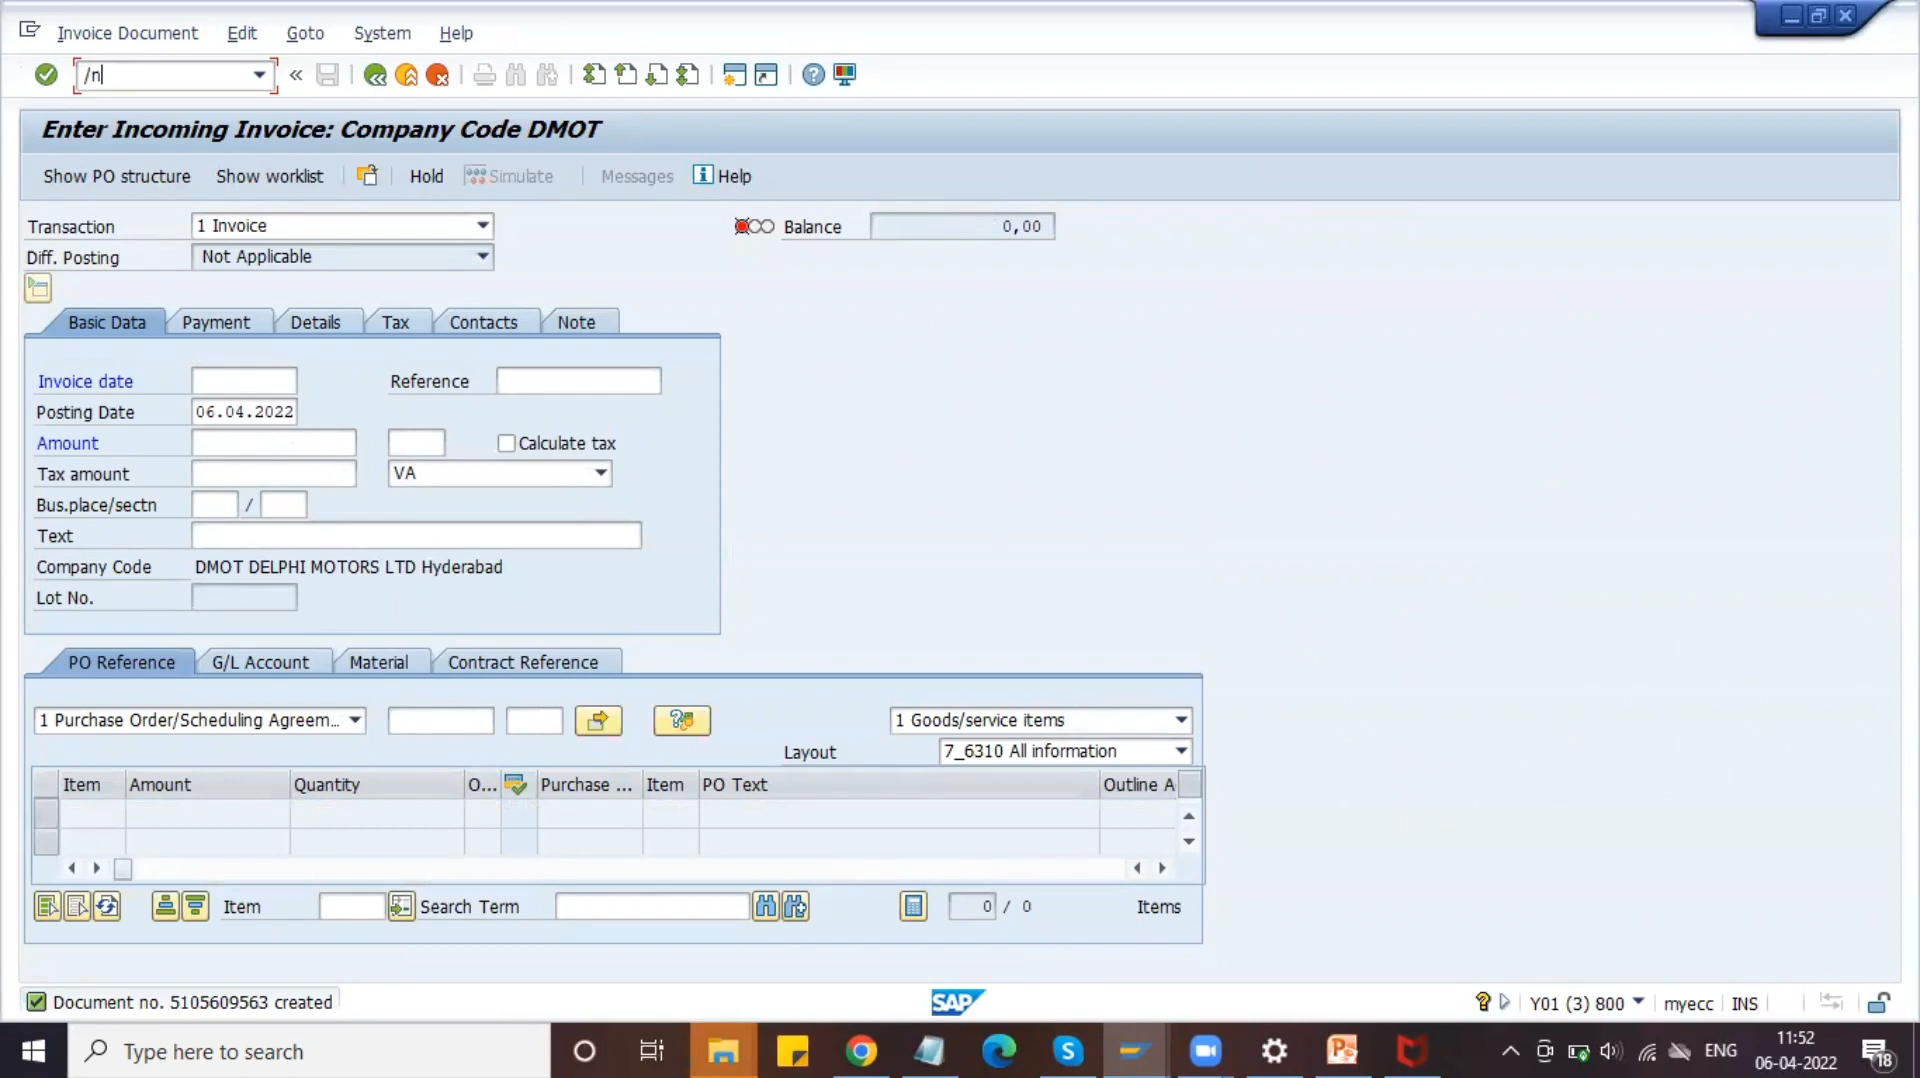 Invoice Document Edit Goto System Help
/n
Enter Incoming Invoice: Company Code DMOT
Show PO structure Show worklist Hold Simulate Messages Help
Transaction 1 Invoice Balance 0,00
Diff. Posting Not Applicable
Basic Data Payment Details Tax Contacts Note
Invoice date Reference
Posting Date 06.04.2022
Amount Calculate tax
Tax amount VA
Bus.place/sectn /
Text
Company Code DMOT DELPHI MOTORS LTD Hyderabad
Lot No.
PO Reference G/L Account Material Contract Reference
1 Purchase Order/Scheduling Agreem... 1 Goods/service items
Layout 7_6310 All information
Item Amount Quantity O... Purchase ... Item PO Text Outline A
Item Search Term 0 / 0 Items
Document no. 5105609563 created SAP Y01 (3) 800 myecc INS
Type here to search ENG 11:52
06-04-2022 18